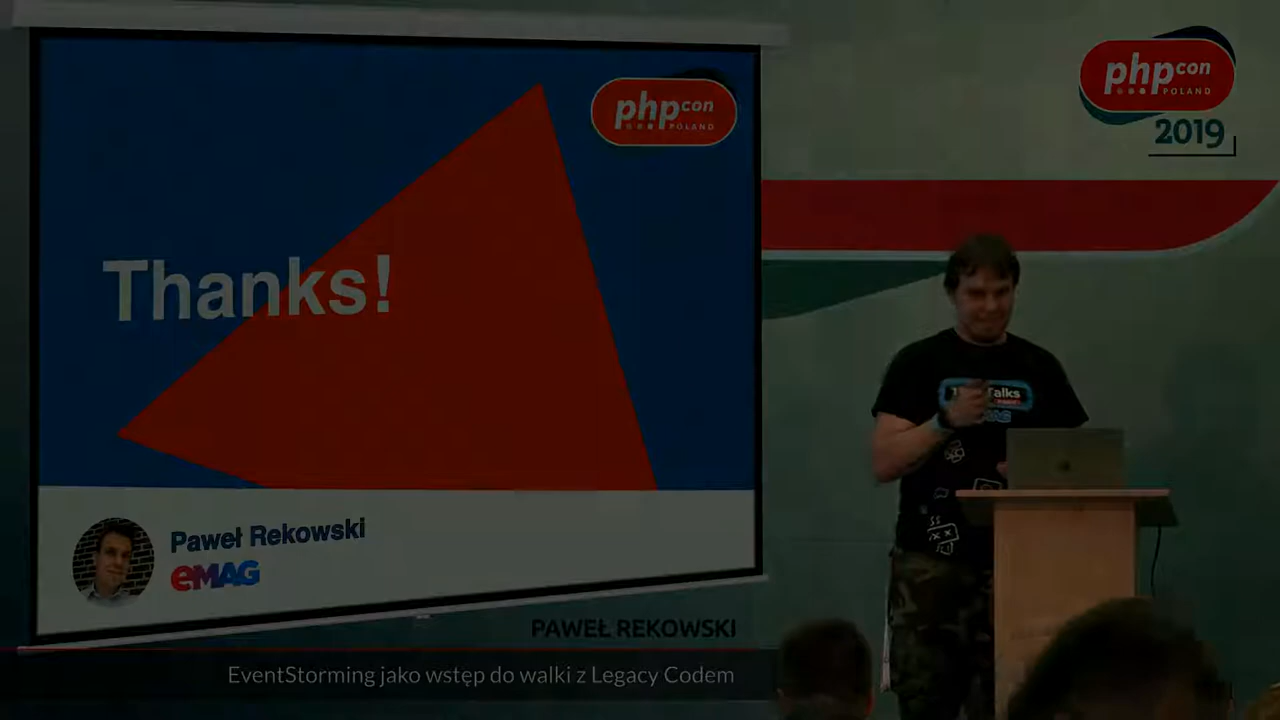 php con
POLAND
2019
php con
POLAND
Thanks!
Talks
Paweł Rekowski
eMAG
PAWEŁ REKOWSKI
EventStorming jako wstęp do walki z Legacy Codem